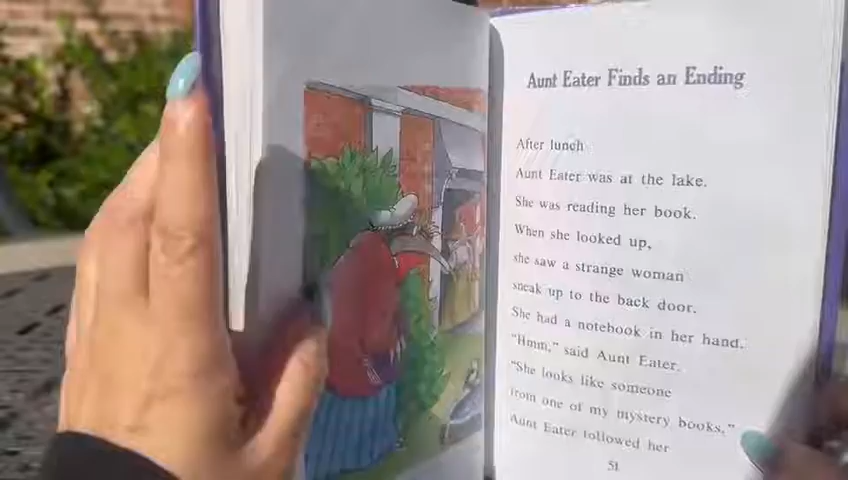 Aunt Eater Finds an Ending
After lunch
Aunt Eater was at the lake.
She was reading her book.
When she looked up,
she saw a strange woman
sneak up to the back door.
She had a notebook in her hand.
"Hmm," said Aunt Eater.
"She looks like someone
from one of my mystery books,"
Aunt Eater followed her
51